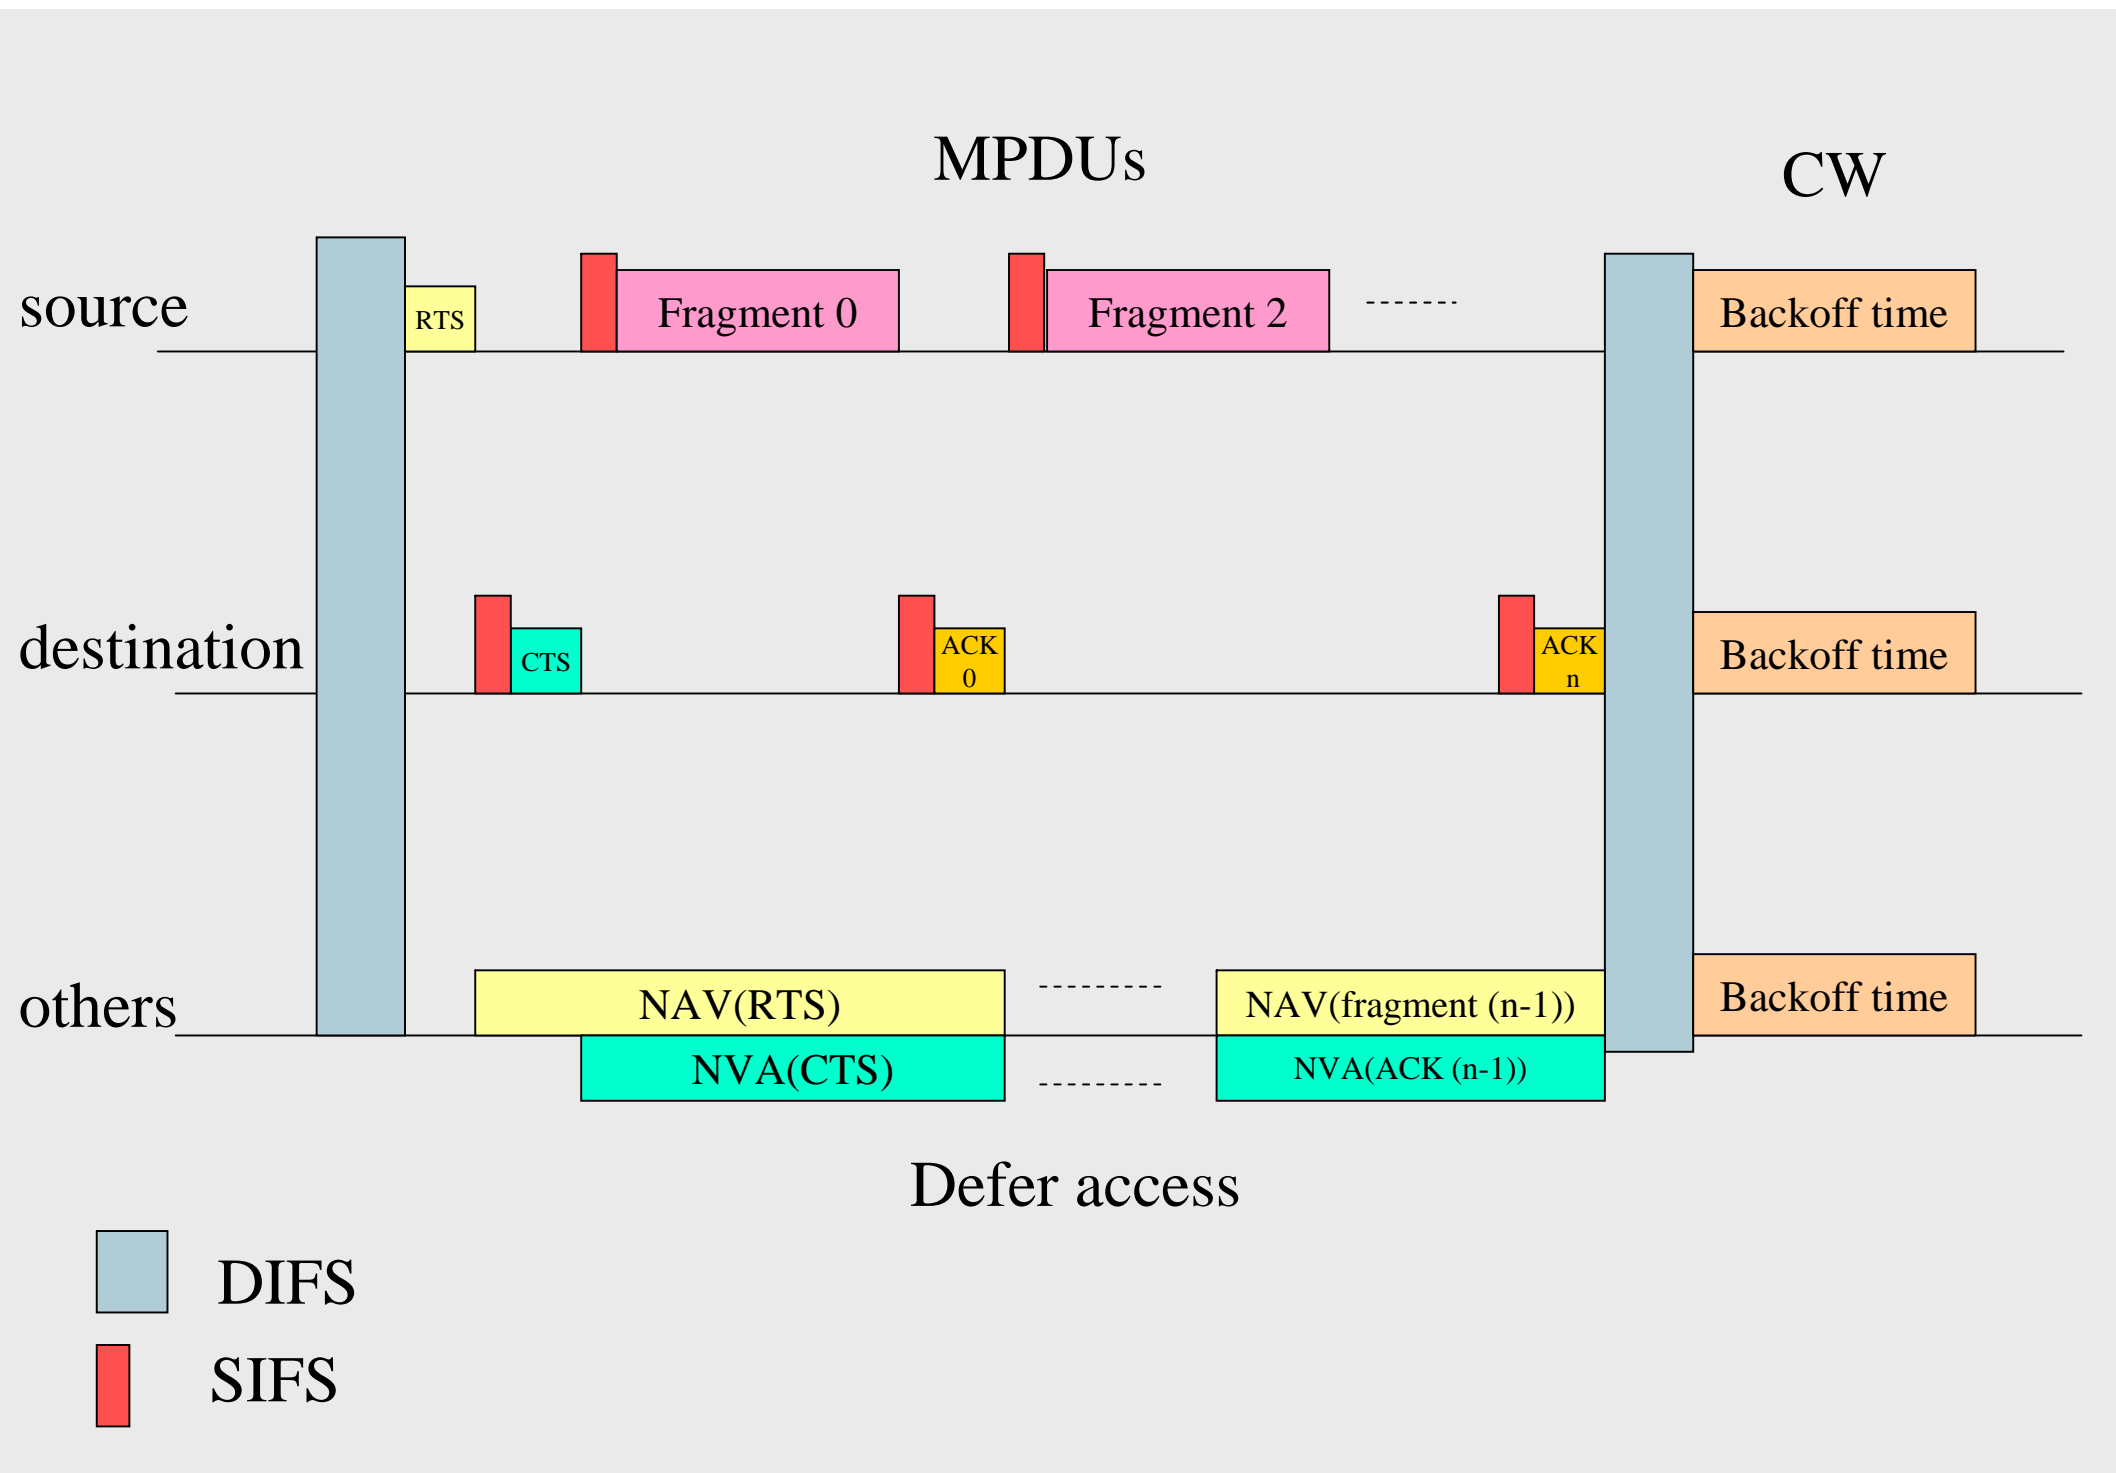 MPDUs
CW
source
RTS
Fragment 0
Fragment 2
Backoff time
destination
CTS
ACK
0
ACK
n
Backoff time
others
NAV(RTS)
NAV(fragment (n-1))
Backoff time
NVA(CTS)
NVA(ACK (n-1))
Defer access
DIFS
SIFS